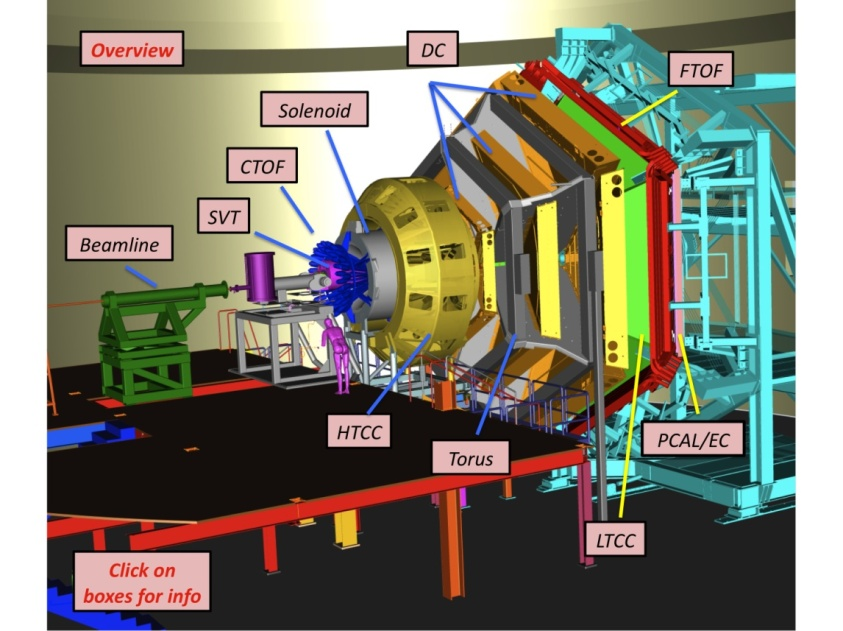 Overview
DC
FTOF
Solenoid
CTOF
SVT
Beamline
HTCC
Torus
PCAL/EC
LTCC
Click on
boxes for info